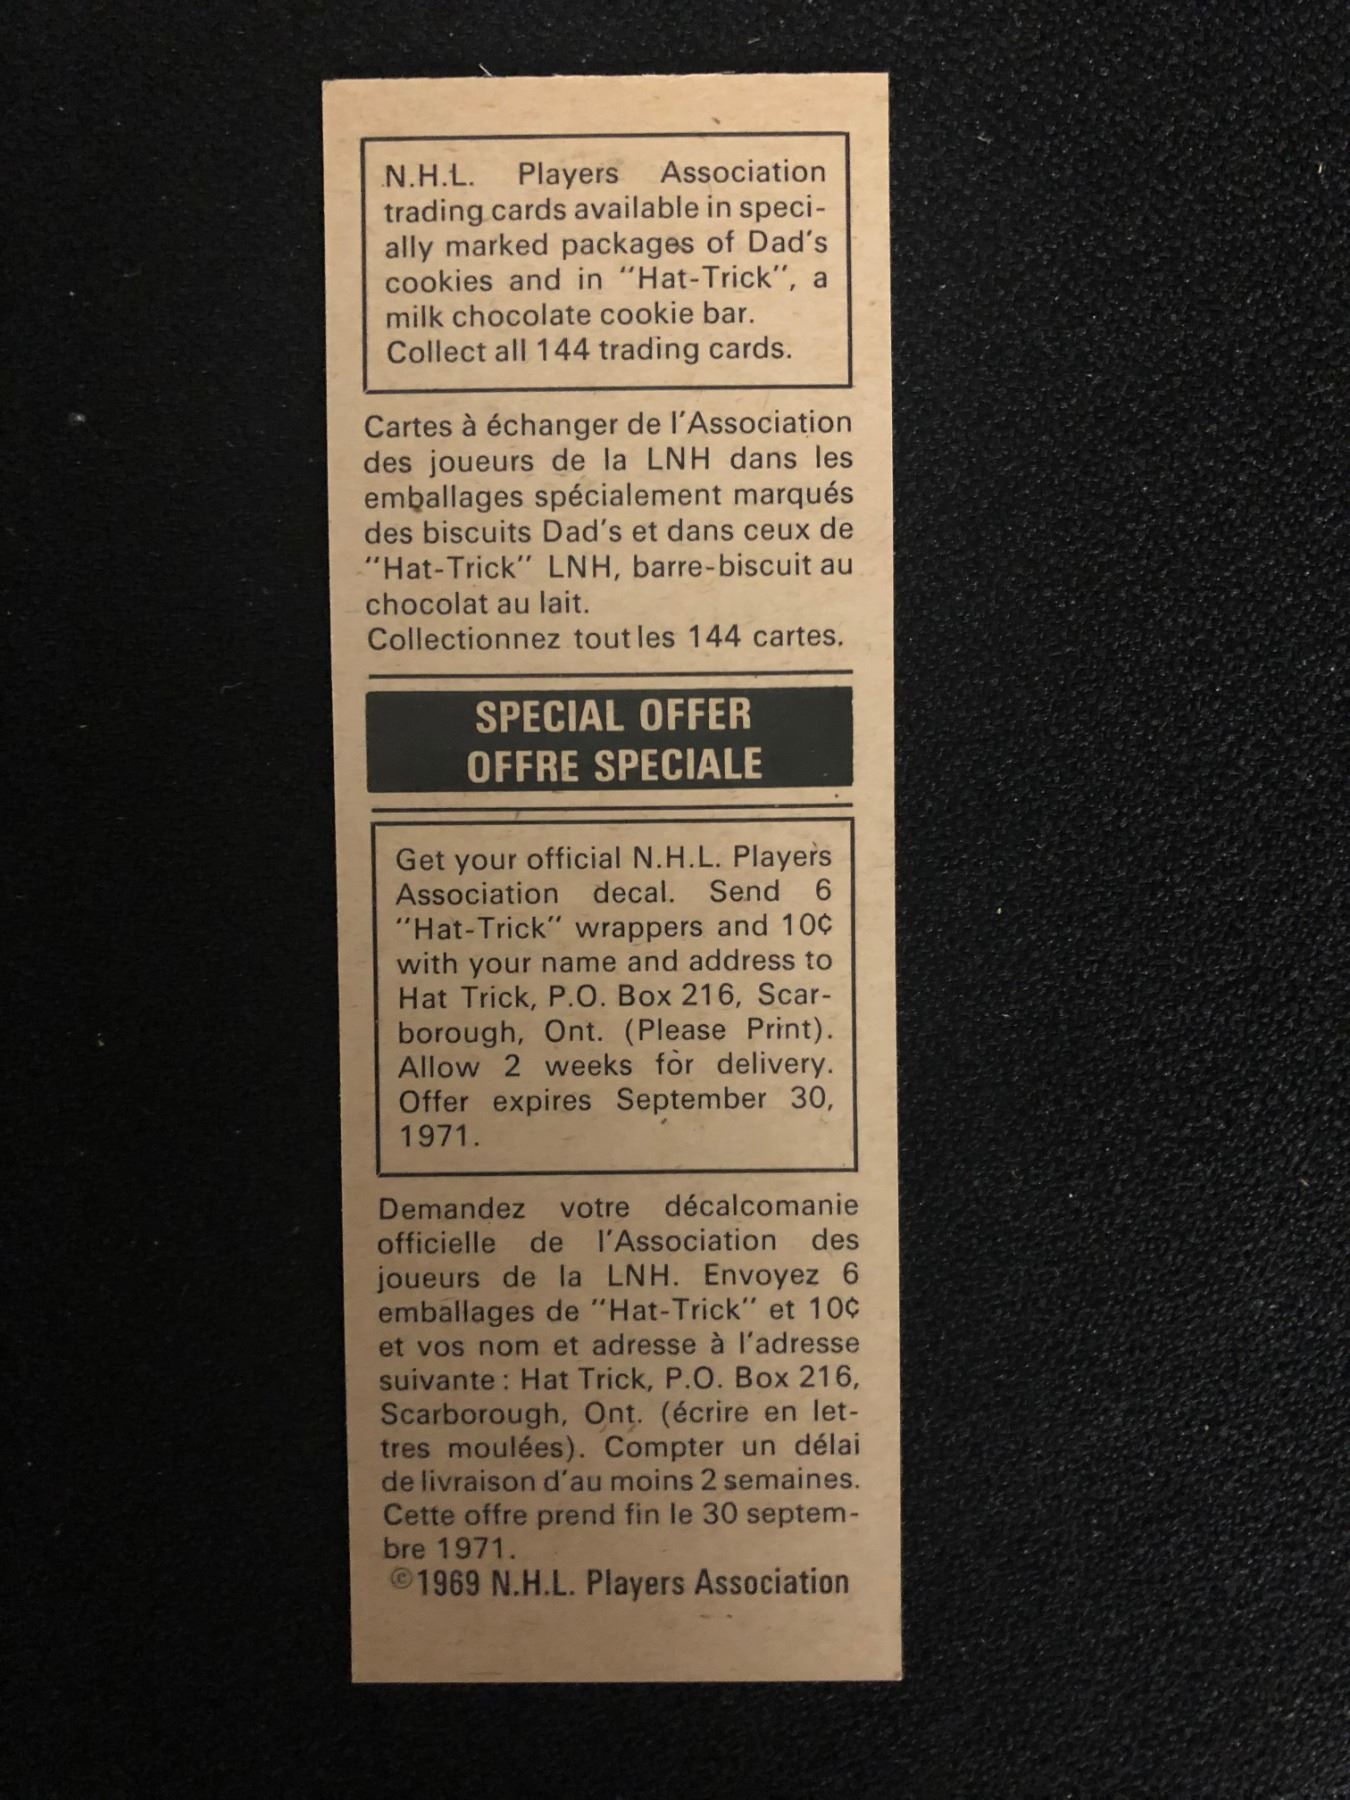 N.H.L. Players Association
trading cards available in speci-
ally marked packages of Dad's
cookies and in "Hat-Trick", a
milk chocolate cookie bar.
Collect all 144 trading cards.
Cartes à échanger de l'Association
des joueurs de la LNH dans les
emballages spécialement marqués
des biscuits Dad's et dans ceux de
"Hat-Trick" LNH, barre-biscuit au
chocolat au lait.
Collectionnez tout les 144 cartes.
SPECIAL OFFER
OFFRE SPECIALE
Get your official N.H.L. Players
Association decal. Send 6
"Hat-Trick" wrappers and 10¢
with your name and address to
Hat Trick, P.O. Box 216, Scar-
borough, Ont. (Please Print).
Allow 2 weeks for delivery.
Offer expires September 30,
1971.
Demandez votre décalcomanie
officielle de l'Association des
joueurs de la LNH. Envoyez 6
emballages de "Hat-Trick" et 10¢
et vos nom et adresse à l'adresse
suivante : Hat Trick, P.O. Box 216,
Scarborough, Ont. (écrire en let-
tres moulées). Compter un délai
de livraison d'au moins 2 semaines.
Cette offre prend fin le 30 septem-
bre 1971.
©1969 N.H.L. Players Association